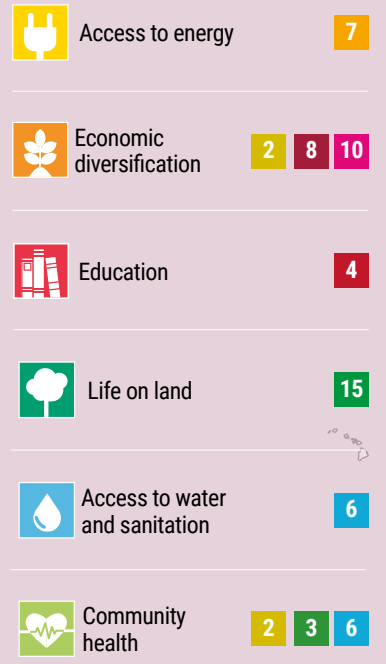 Access to energy 7
Economic
diversification 2 8 10
Education 4
Life on land 15
Access to water
and sanitation 6
Community
health 2 3 6